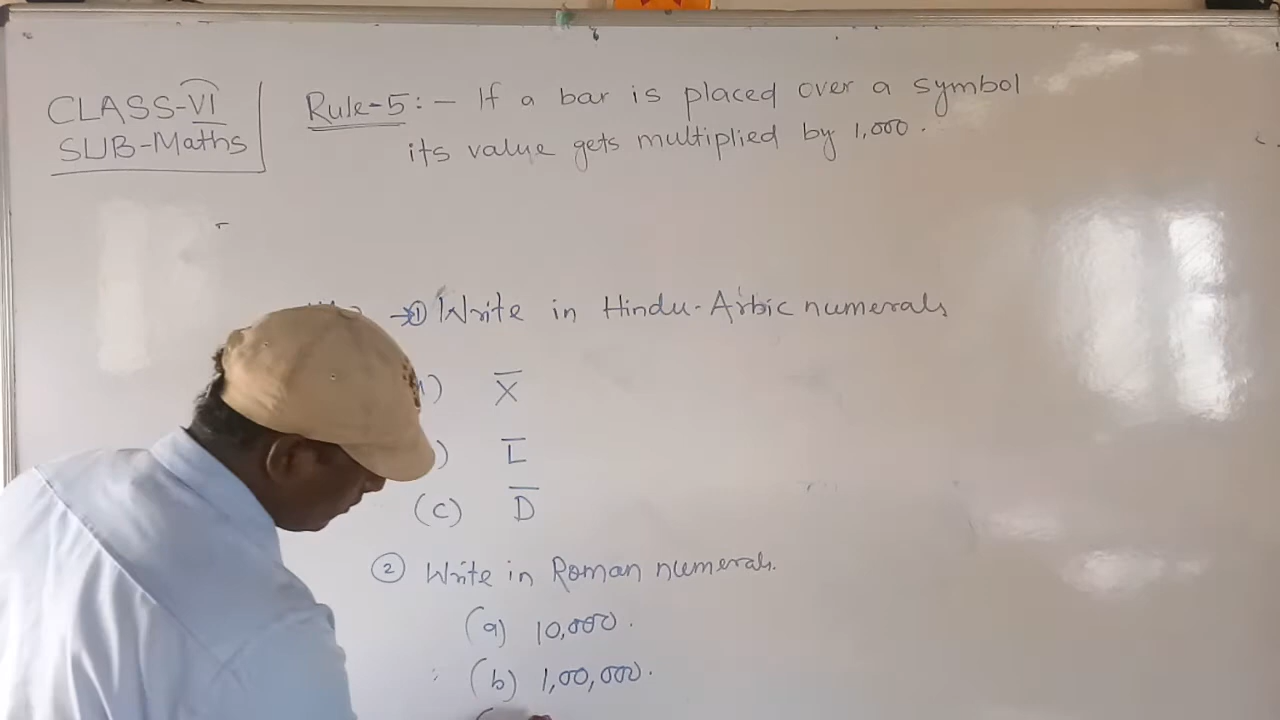 CLASS-VI
SUB-Maths
Rule-5:- If a bar is placed over a symbol
its value gets multiplied by 1,000.
→① Write in Hindu-Arbic numerals
) X̅
) L̅
(c) D̅
② Write in Roman numerals.
(a) 10,000.
(b) 1,00,000.